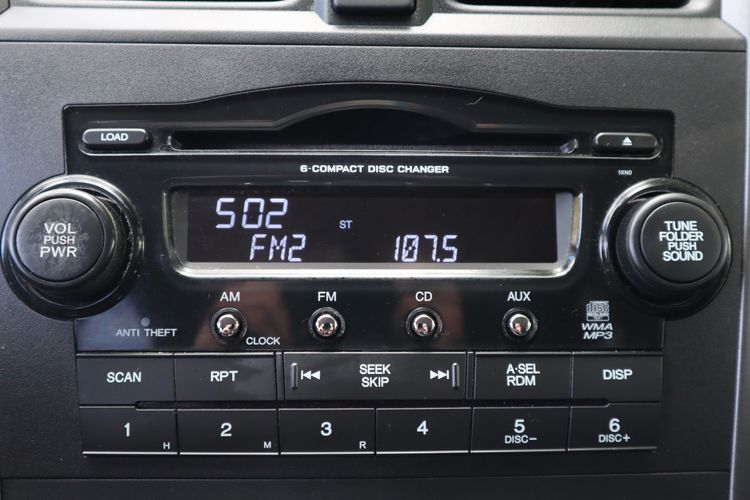 LOAD
6-COMPACT DISC CHANGER
1XN0
VOL
PUSH
PWR
502
ST
FM2 107.5
TUNE
FOLDER
PUSH
SOUND
AM FM CD AUX
ANTI THEFT
CLOCK
WMA
MP3
SCAN RPT SEEK SKIP A·SEL RDM DISP
1 H 2 M 3 R 4 5 DISC− 6 DISC+